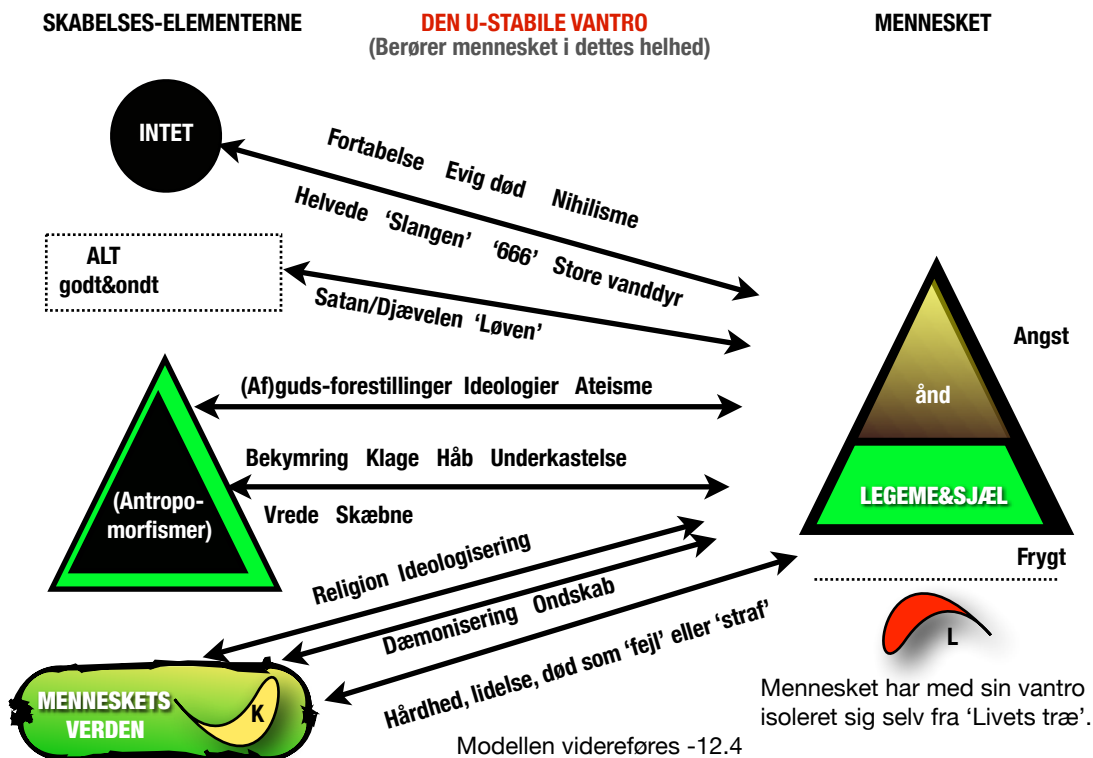 SKABELSES-ELEMENTERNE
DEN U-STABILE VANTRO
(Berører mennesket i dettes helhed)
MENNESKET
INTET
Fortabelse Evig død Nihilisme
Helvede ‘Slangen’ ‘666’ Store vanddyr
ALT
godt&ondt
Satan/Djævelen ‘Løven’
Angst
(Af)guds-forestillinger Ideologier Ateisme
ånd
Bekymring Klage Håb Underkastelse
(Antropo-
morfismer)
LEGEME&SJÆL
Vrede Skæbne
Religion Ideologisering
Frygt
Dæmonisering Ondskab
Hårdhed, lidelse, død som ‘fejl’ eller ‘straf’
L
MENNESKETS
VERDEN
K
Mennesket har med sin vantro
isoleret sig selv fra ‘Livets træ’.
Modellen videreføres -12.4